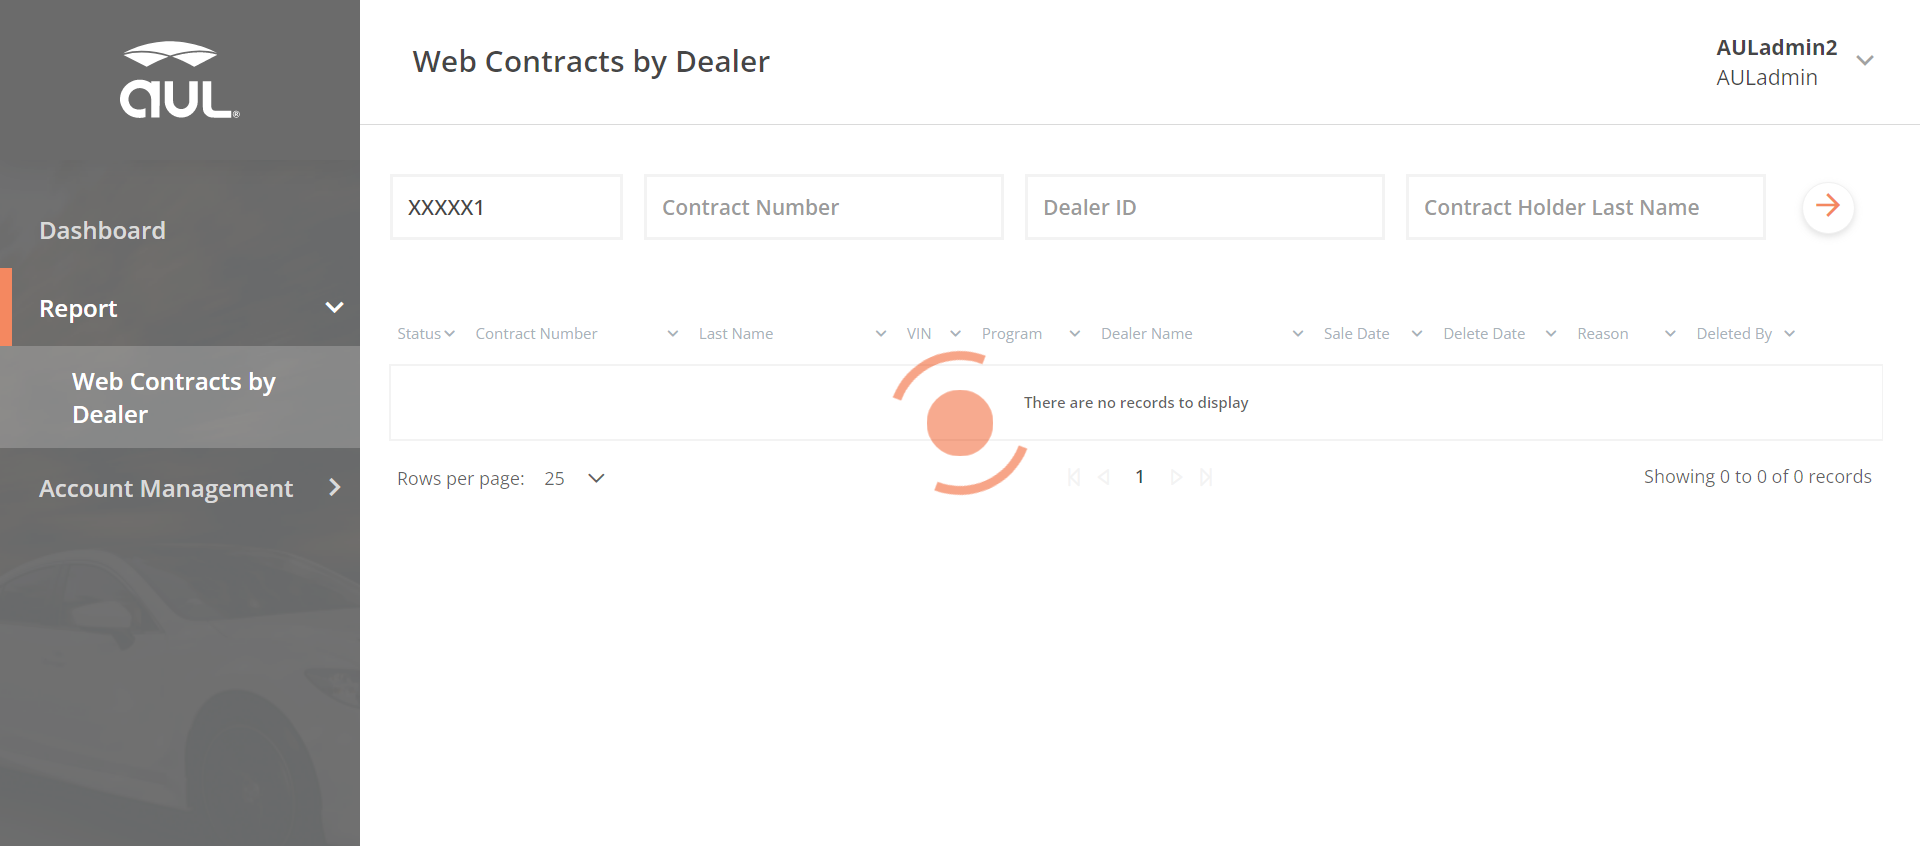 aUL®
Dashboard
Report
Web Contracts by
Dealer
Account Management
Web Contracts by Dealer
AULadmin2
AULadmin
XXXXX1 Contract Number Dealer ID Contract Holder Last Name
Status Contract Number Last Name VIN Program Dealer Name Sale Date Delete Date Reason Deleted By
There are no records to display
Rows per page: 25 1 Showing 0 to 0 of 0 records